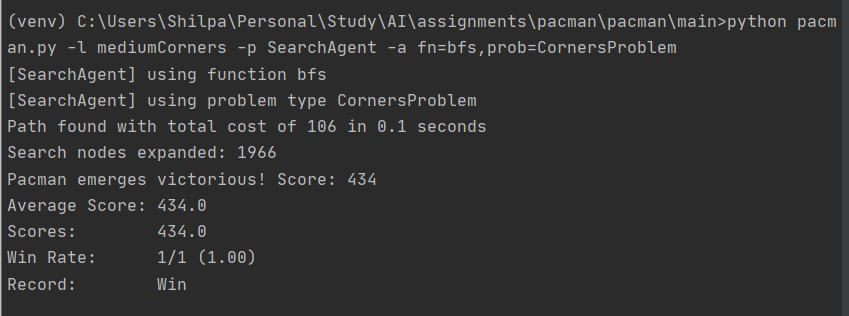 (venv) C:\Users\Shilpa\Personal\Study\AI\assignments\pacman\pacman\main>python pacm
an.py -l mediumCorners -p SearchAgent -a fn=bfs,prob=CornersProblem
[SearchAgent] using function bfs
[SearchAgent] using problem type CornersProblem
Path found with total cost of 106 in 0.1 seconds
Search nodes expanded: 1966
Pacman emerges victorious! Score: 434
Average Score: 434.0
Scores:        434.0
Win Rate:      1/1 (1.00)
Record:        Win